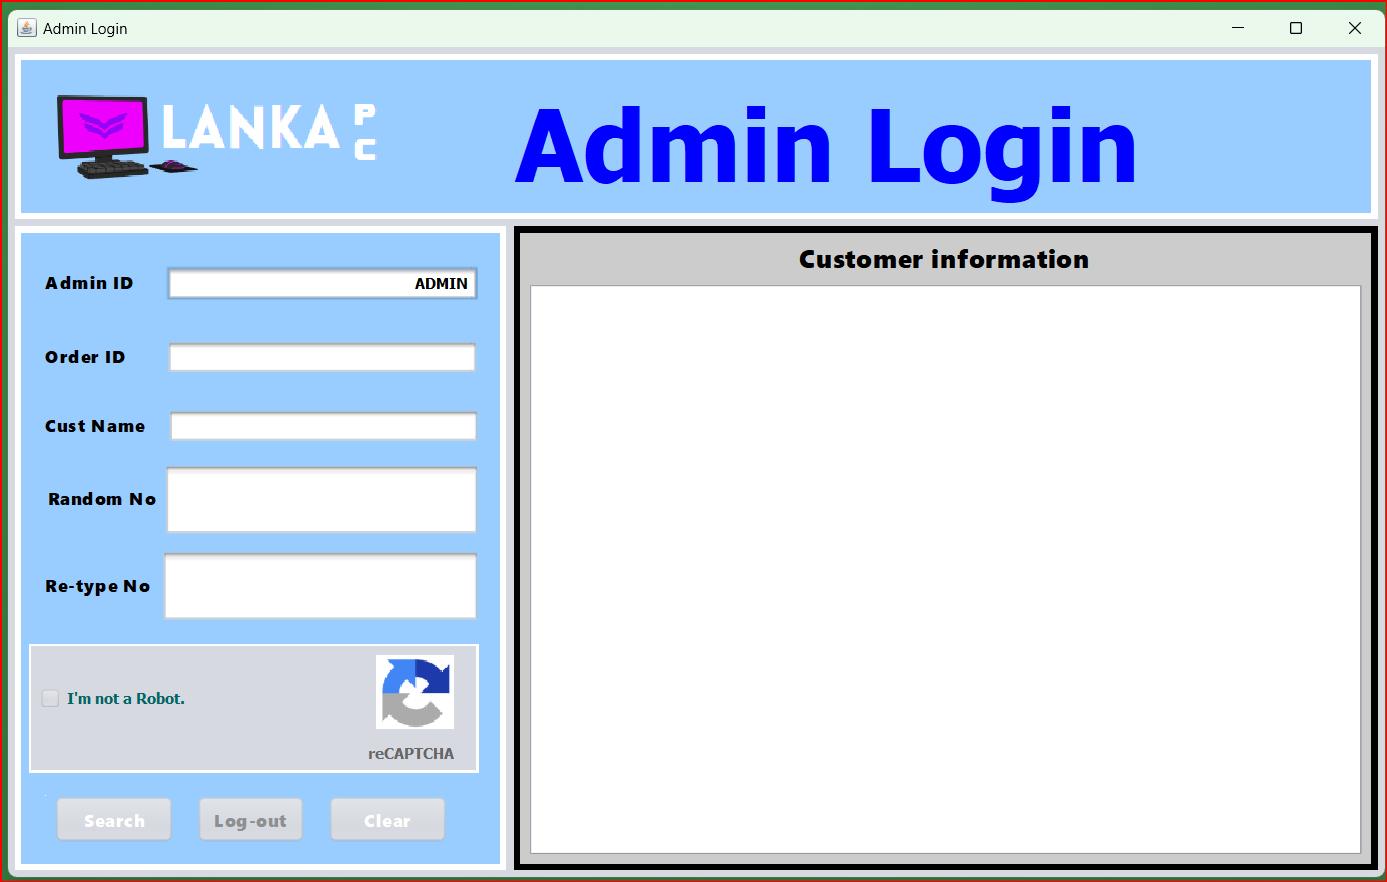 Admin Login
LANKA PC
Admin Login
Admin ID
ADMIN
Order ID
Cust Name
Random No
Re-type No
I'm not a Robot.
reCAPTCHA
Search
Log-out
Clear
Customer information